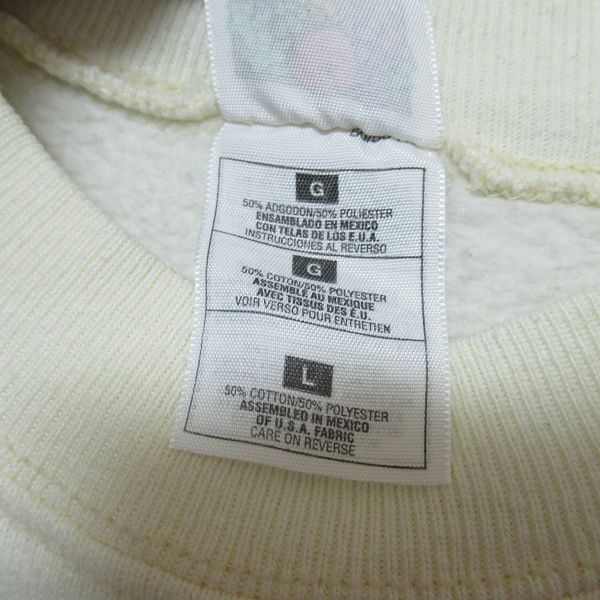 G
50% ADGODON/50% POLIESTER
ENSAMBLADO EN MEXICO
CON TELAS DE LOS E.U.A.
INSTRUCCIONES AL REVERSO
G
50% COTON/50% POLYESTER
ASSEMBLÉ AU MEXIQUE
AVEC TISSUS DES É.U.
VOIR VERSO POUR ENTRETIEN
L
50% COTTON/50% POLYESTER
ASSEMBLED IN MEXICO
OF U.S.A. FABRIC
CARE ON REVERSE